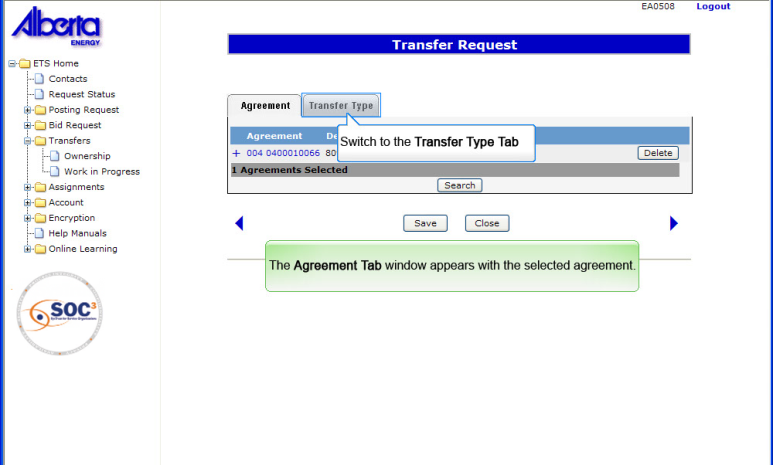 EA0508 Logout
Alberta
ENERGY
Transfer Request
ETS Home
Contacts
Request Status
Posting Request
Bid Request
Transfers
Ownership
Work in Progress
Assignments
Account
Encryption
Help Manuals
Online Learning
SOC³
Agreement Transfer Type
Agreement
Switch to the Transfer Type Tab
+ 004 0400010066 80 Delete
1 Agreements Selected
Search
Save Close
The Agreement Tab window appears with the selected agreement.